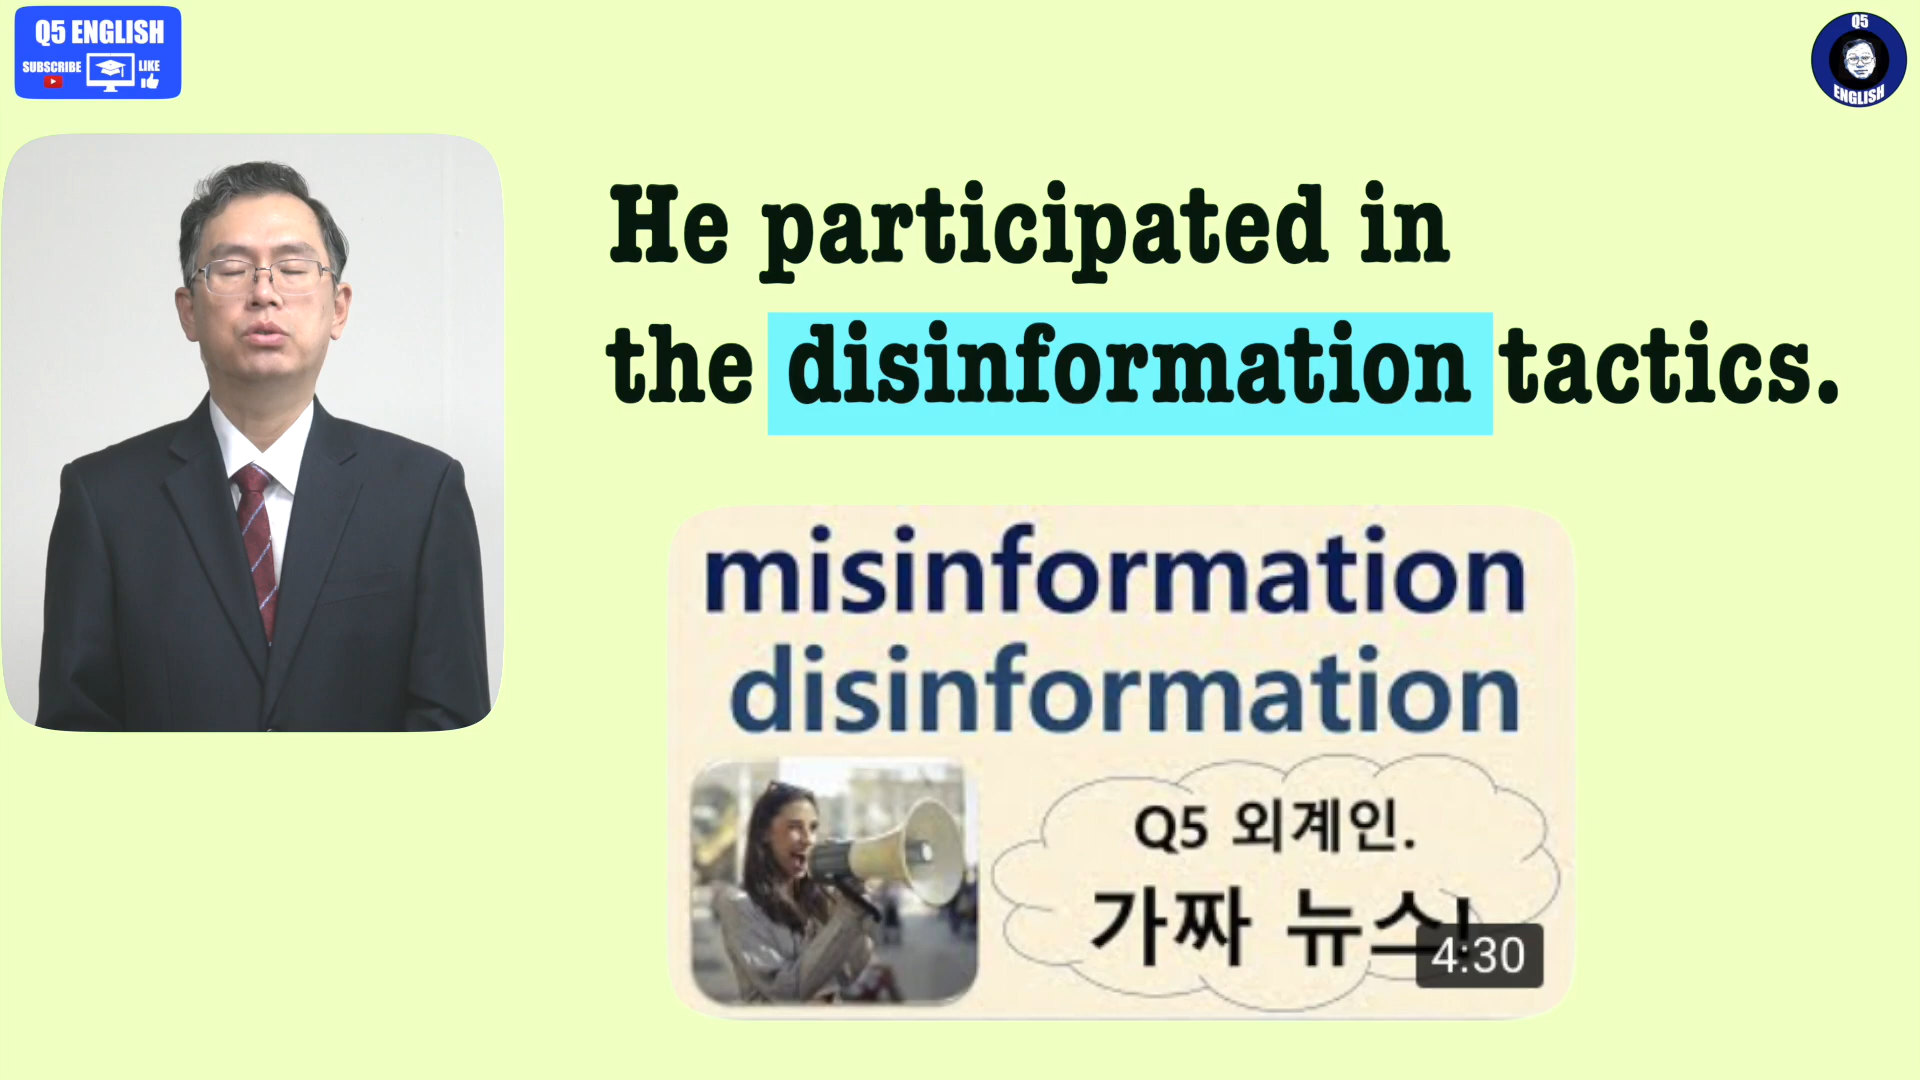 Q5 ENGLISH
SUBSCRIBE
LIKE
Q5
ENGLISH
He participated in
the disinformation tactics.
misinformation
disinformation
Q5 외계인.
가짜 뉴스!
4:30